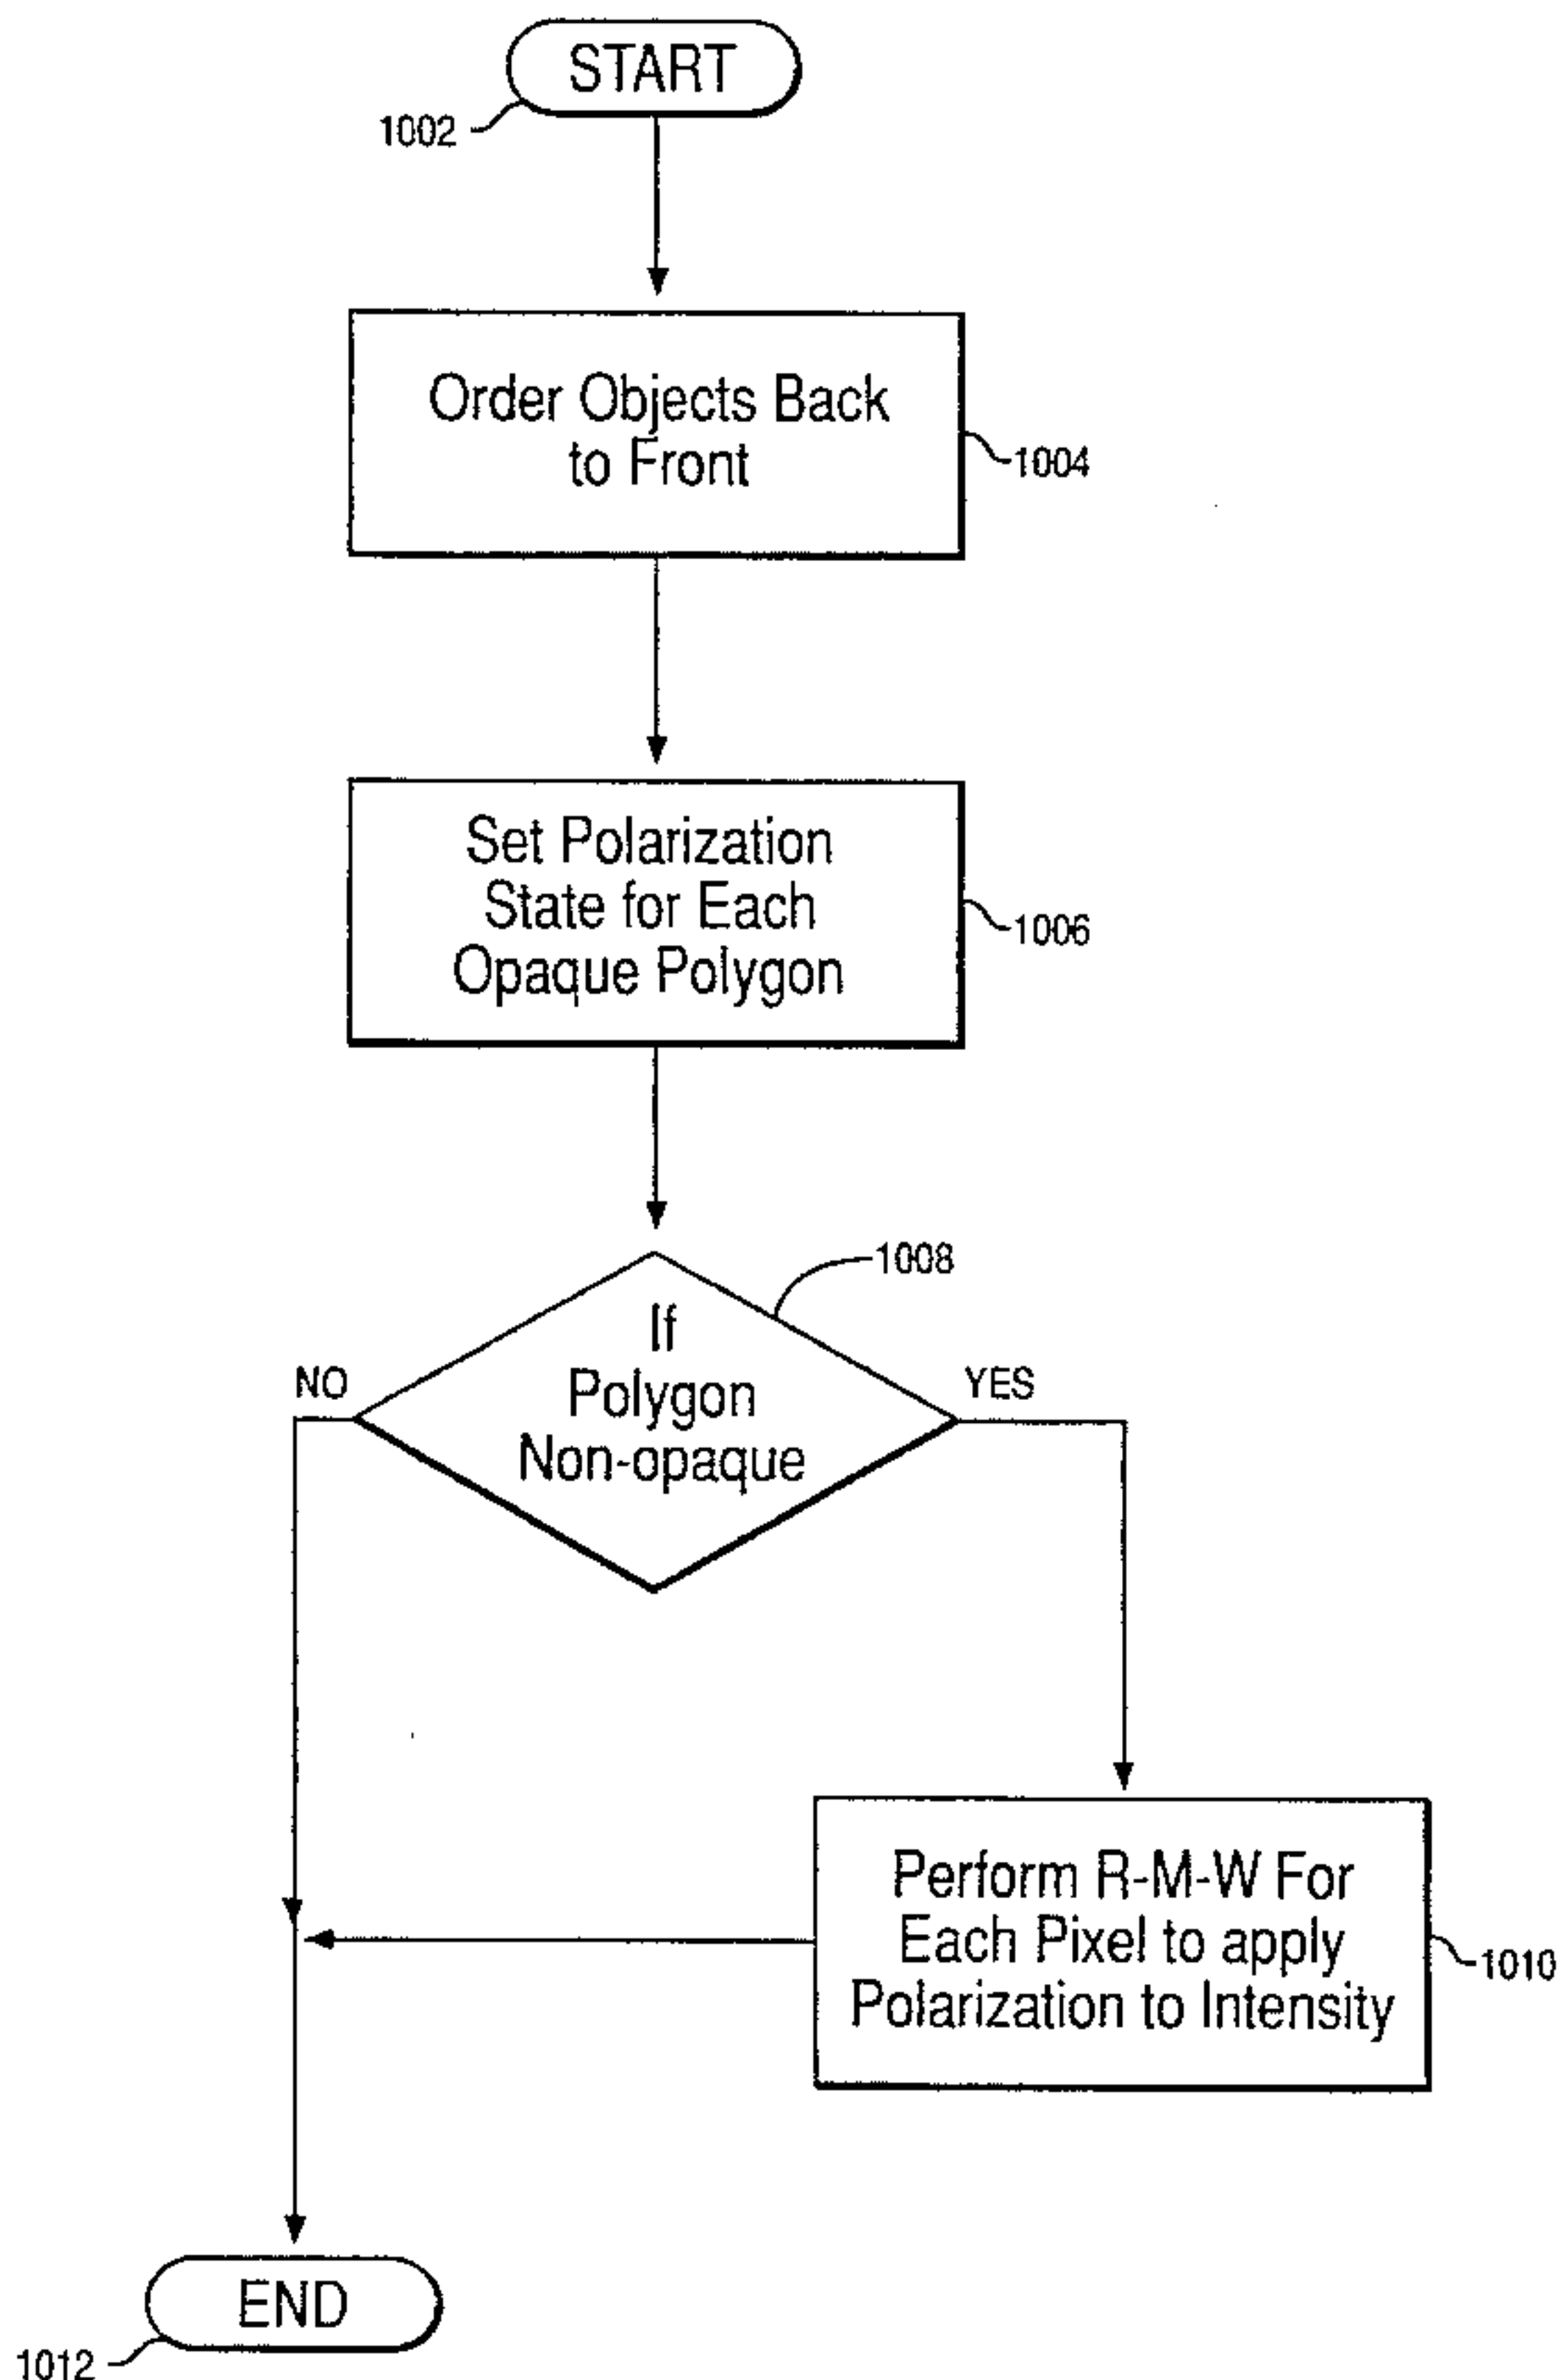 START
1002
Order Objects Back
to Front
1004
Set Polarization
State for Each
Opaque Polygon
1006
1008
If
Polygon
Non-opaque
NO
YES
Perform R-M-W For
Each Pixel to apply
Polarization to Intensity
1010
END
1012